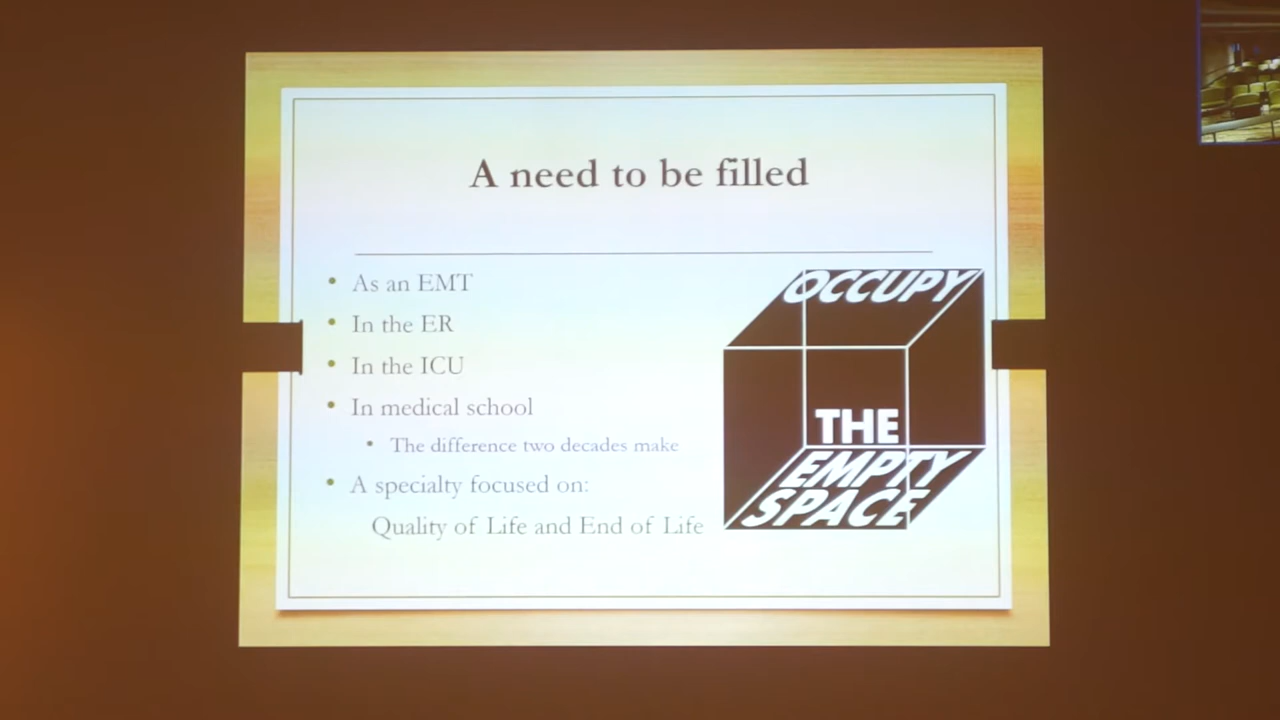 A need to be filled
• As an EMT
• In the ER
• In the ICU
• In medical school
• The difference two decades make
• A specialty focused on:
Quality of Life and End of Life
OCCUPY
THE
EMPTY
SPACE